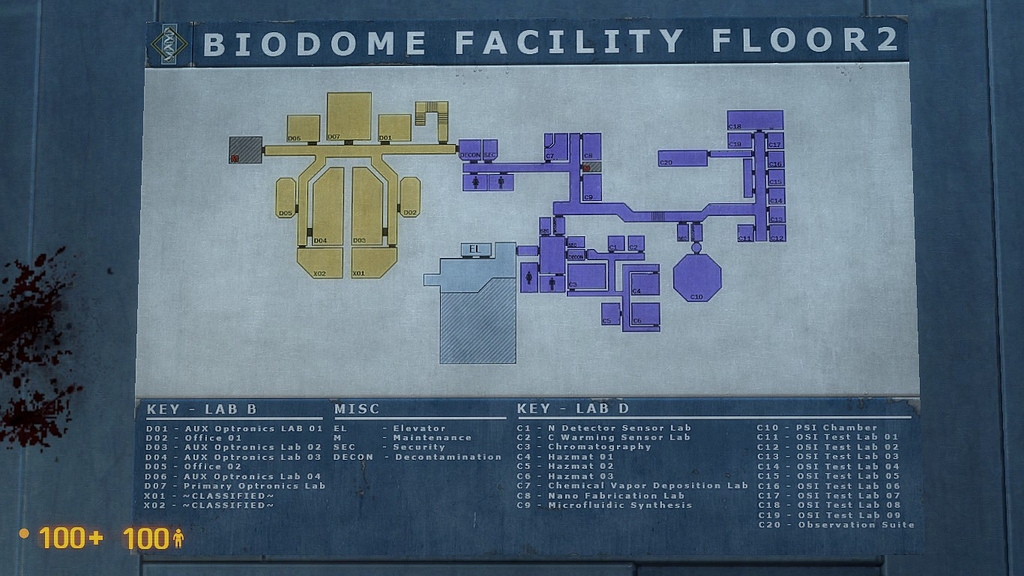 BIODOME FACILITY FLOOR2
D06
D07
D01
DECON
SEC
C7
C8
C18
C19
C17
C20
C16
C15
D05
D02
C9
C14
C13
D04
D03
C11
C12
EL
C1
C2
DECON
X02
X01
C3
C4
C10
C5
C6
KEY - LAB B
D01 - AUX Optronics LAB 01
D02 - Office 01
D03 - AUX Optronics Lab 02
D04 - AUX Optronics Lab 03
D05 - Office 02
D06 - AUX Optronics Lab 04
D07 - Primary Optronics Lab
X01 - ~CLASSIFIED~
X02 - ~CLASSIFIED~
MISC
EL - Elevator
M - Maintenance
SEC - Security
DECON - Decontamination
KEY - LAB D
C1 - N Detector Sensor Lab
C2 - C Warming Sensor Lab
C3 - Chromatography
C4 - Hazmat 01
C5 - Hazmat 02
C6 - Hazmat 03
C7 - Chemical Vapor Deposition Lab
C8 - Nano Fabrication Lab
C9 - Microfluidic Synthesis
C10 - PSI Chamber
C11 - OSI Test Lab 01
C12 - OSI Test Lab 02
C13 - OSI Test Lab 03
C14 - OSI Test Lab 04
C15 - OSI Test Lab 05
C16 - OSI Test Lab 06
C17 - OSI Test Lab 07
C18 - OSI Test Lab 08
C19 - OSI Test Lab 09
C20 - Observation Suite
100+ 100